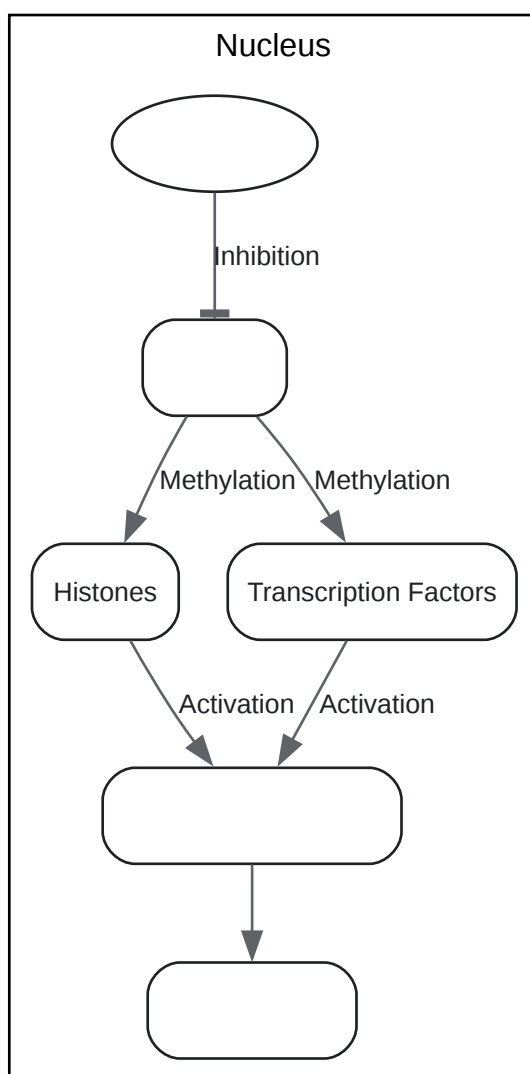 Nucleus
Inhibition
Methylation Methylation
Histones Transcription Factors
Activation Activation